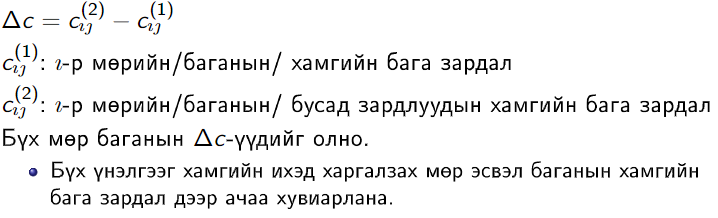 Δc = c_{ij}^{(2)} − c_{ij}^{(1)}
c_{ij}^{(1)}: i-р мөрийн/баганын/ хамгийн бага зардал
c_{ij}^{(2)}: i-р мөрийн/баганын/ бусад зардлуудын хамгийн бага зардал
Бүх мөр баганын Δc-үүдийг олно.
• Бүх үнэлгээг хамгийн ихэд харгалзах мөр эсвэл баганын хамгийн
бага зардал дээр ачаа хувиарлана.